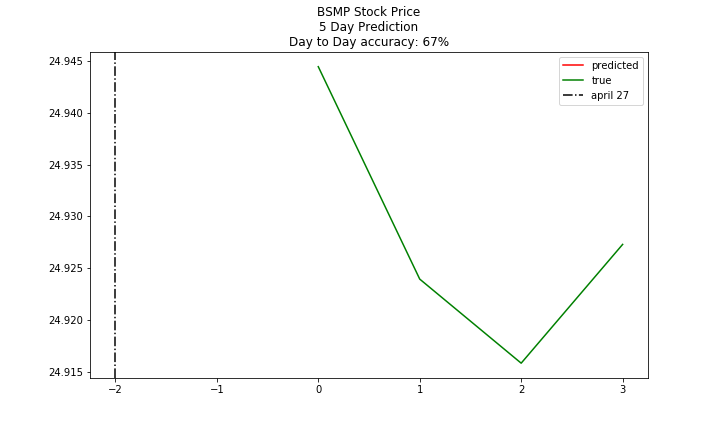 BSMP Stock Price
5 Day Prediction
Day to Day accuracy: 67%
24.945
24.940
24.935
24.930
24.925
24.920
24.915
predicted
true
april 27
−2
−1
0
1
2
3